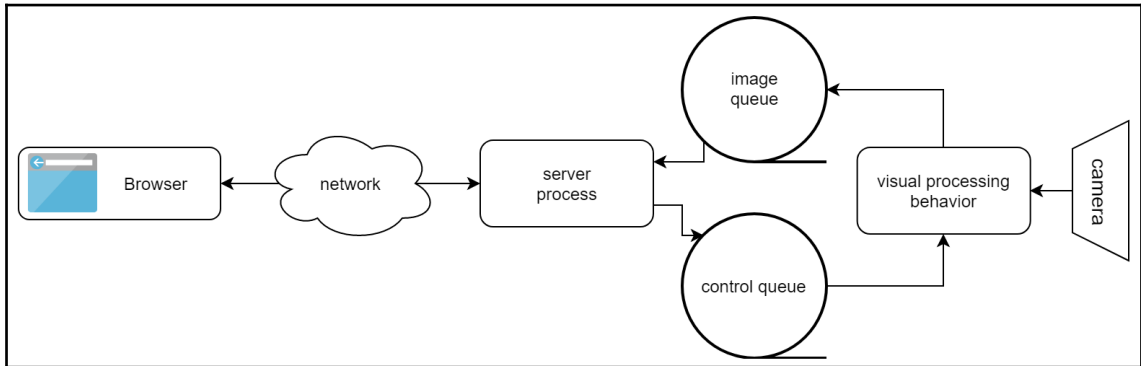 Browser
network
server
process
image
queue
control queue
visual processing
behavior
camera